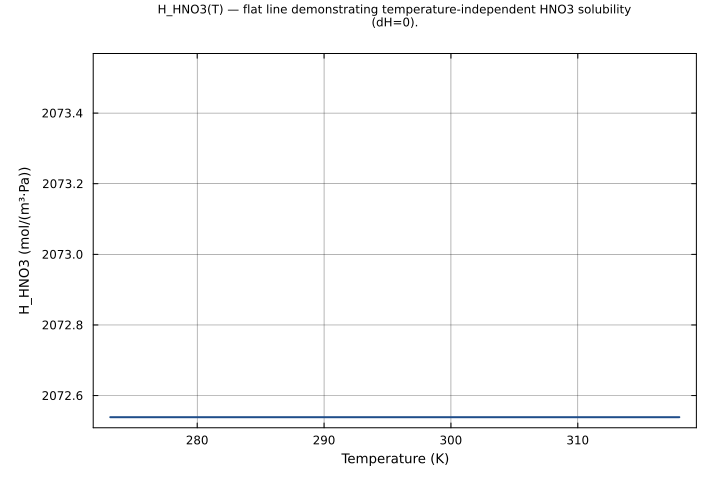 H_HNO3(T) — flat line demonstrating temperature-independent HNO3 solubility
(dH=0).
H_HNO3 (mol/(m³·Pa))
2073.4
2073.2
2073.0
2072.8
2072.6
280
290
300
310
Temperature (K)